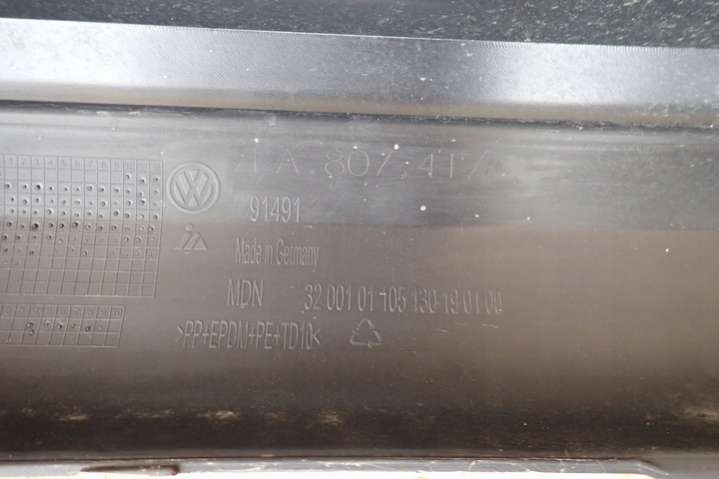 A.807.417
VW
91491
Made in Germany
MDN 32 001 01 105 130 19 01 00
>PP+EPDM+PE+TD10<